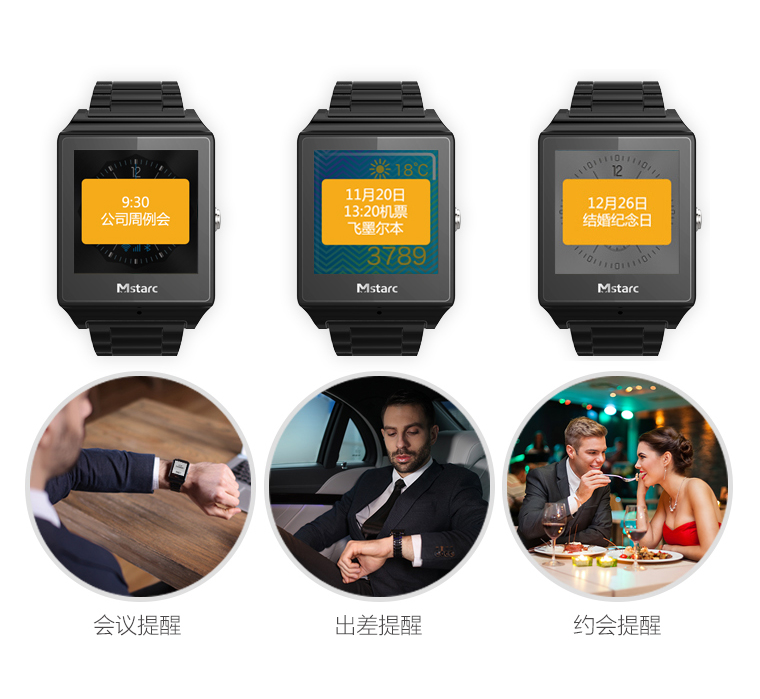 12
9:30
公司周例会
Mstarc
18°C
11月20日
13:20机票
飞墨尔本
3789
Mstarc
12
12月26日
结婚纪念日
Mstarc
会议提醒
出差提醒
约会提醒